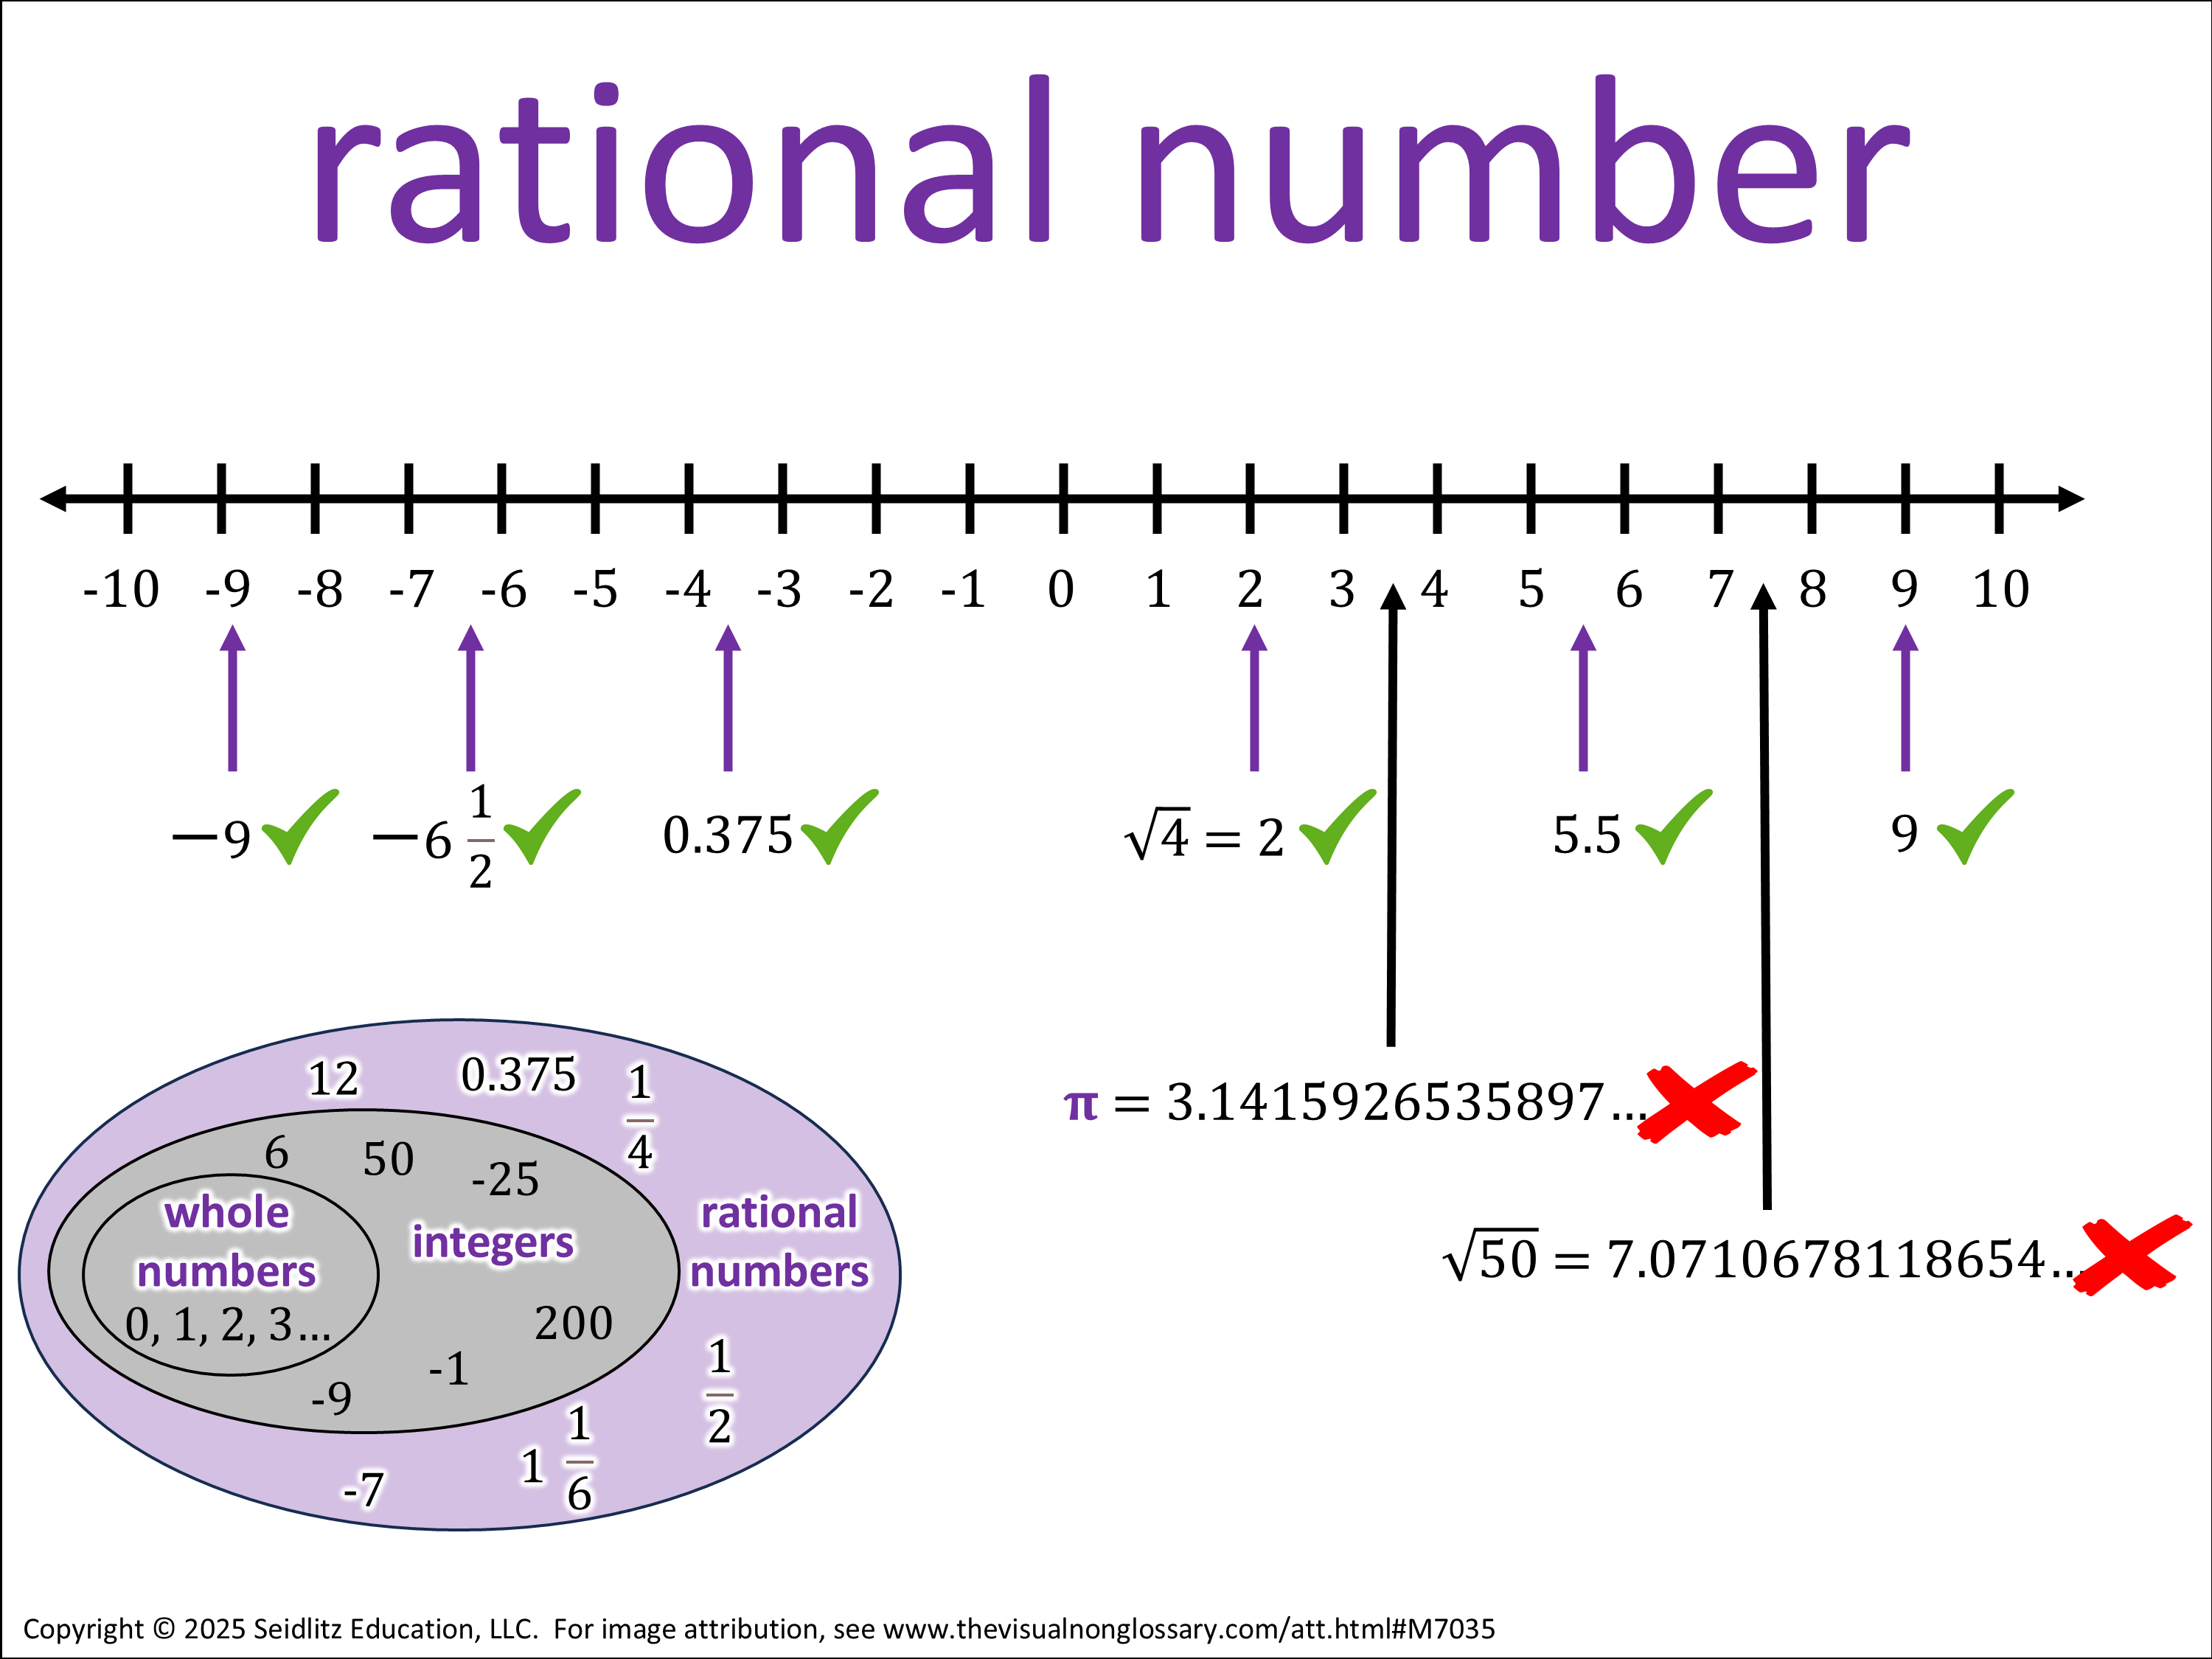 rational number
-10 -9 -8 -7 -6 -5 -4 -3 -2 -1 0 1 2 3 4 5 6 7 8 9 10
−9 −6 1/2 0.375 √4 = 2 5.5 9
π = 3.1415926535897...
√50 = 7.0710678118654...
12 0.375 1/4
6 50 -25
whole numbers
0, 1, 2, 3...
integers
rational numbers
200
-1
-9
1/2
1 1/6
-7
Copyright © 2025 Seidlitz Education, LLC. For image attribution, see www.thevisualnonglossary.com/att.html#M7035